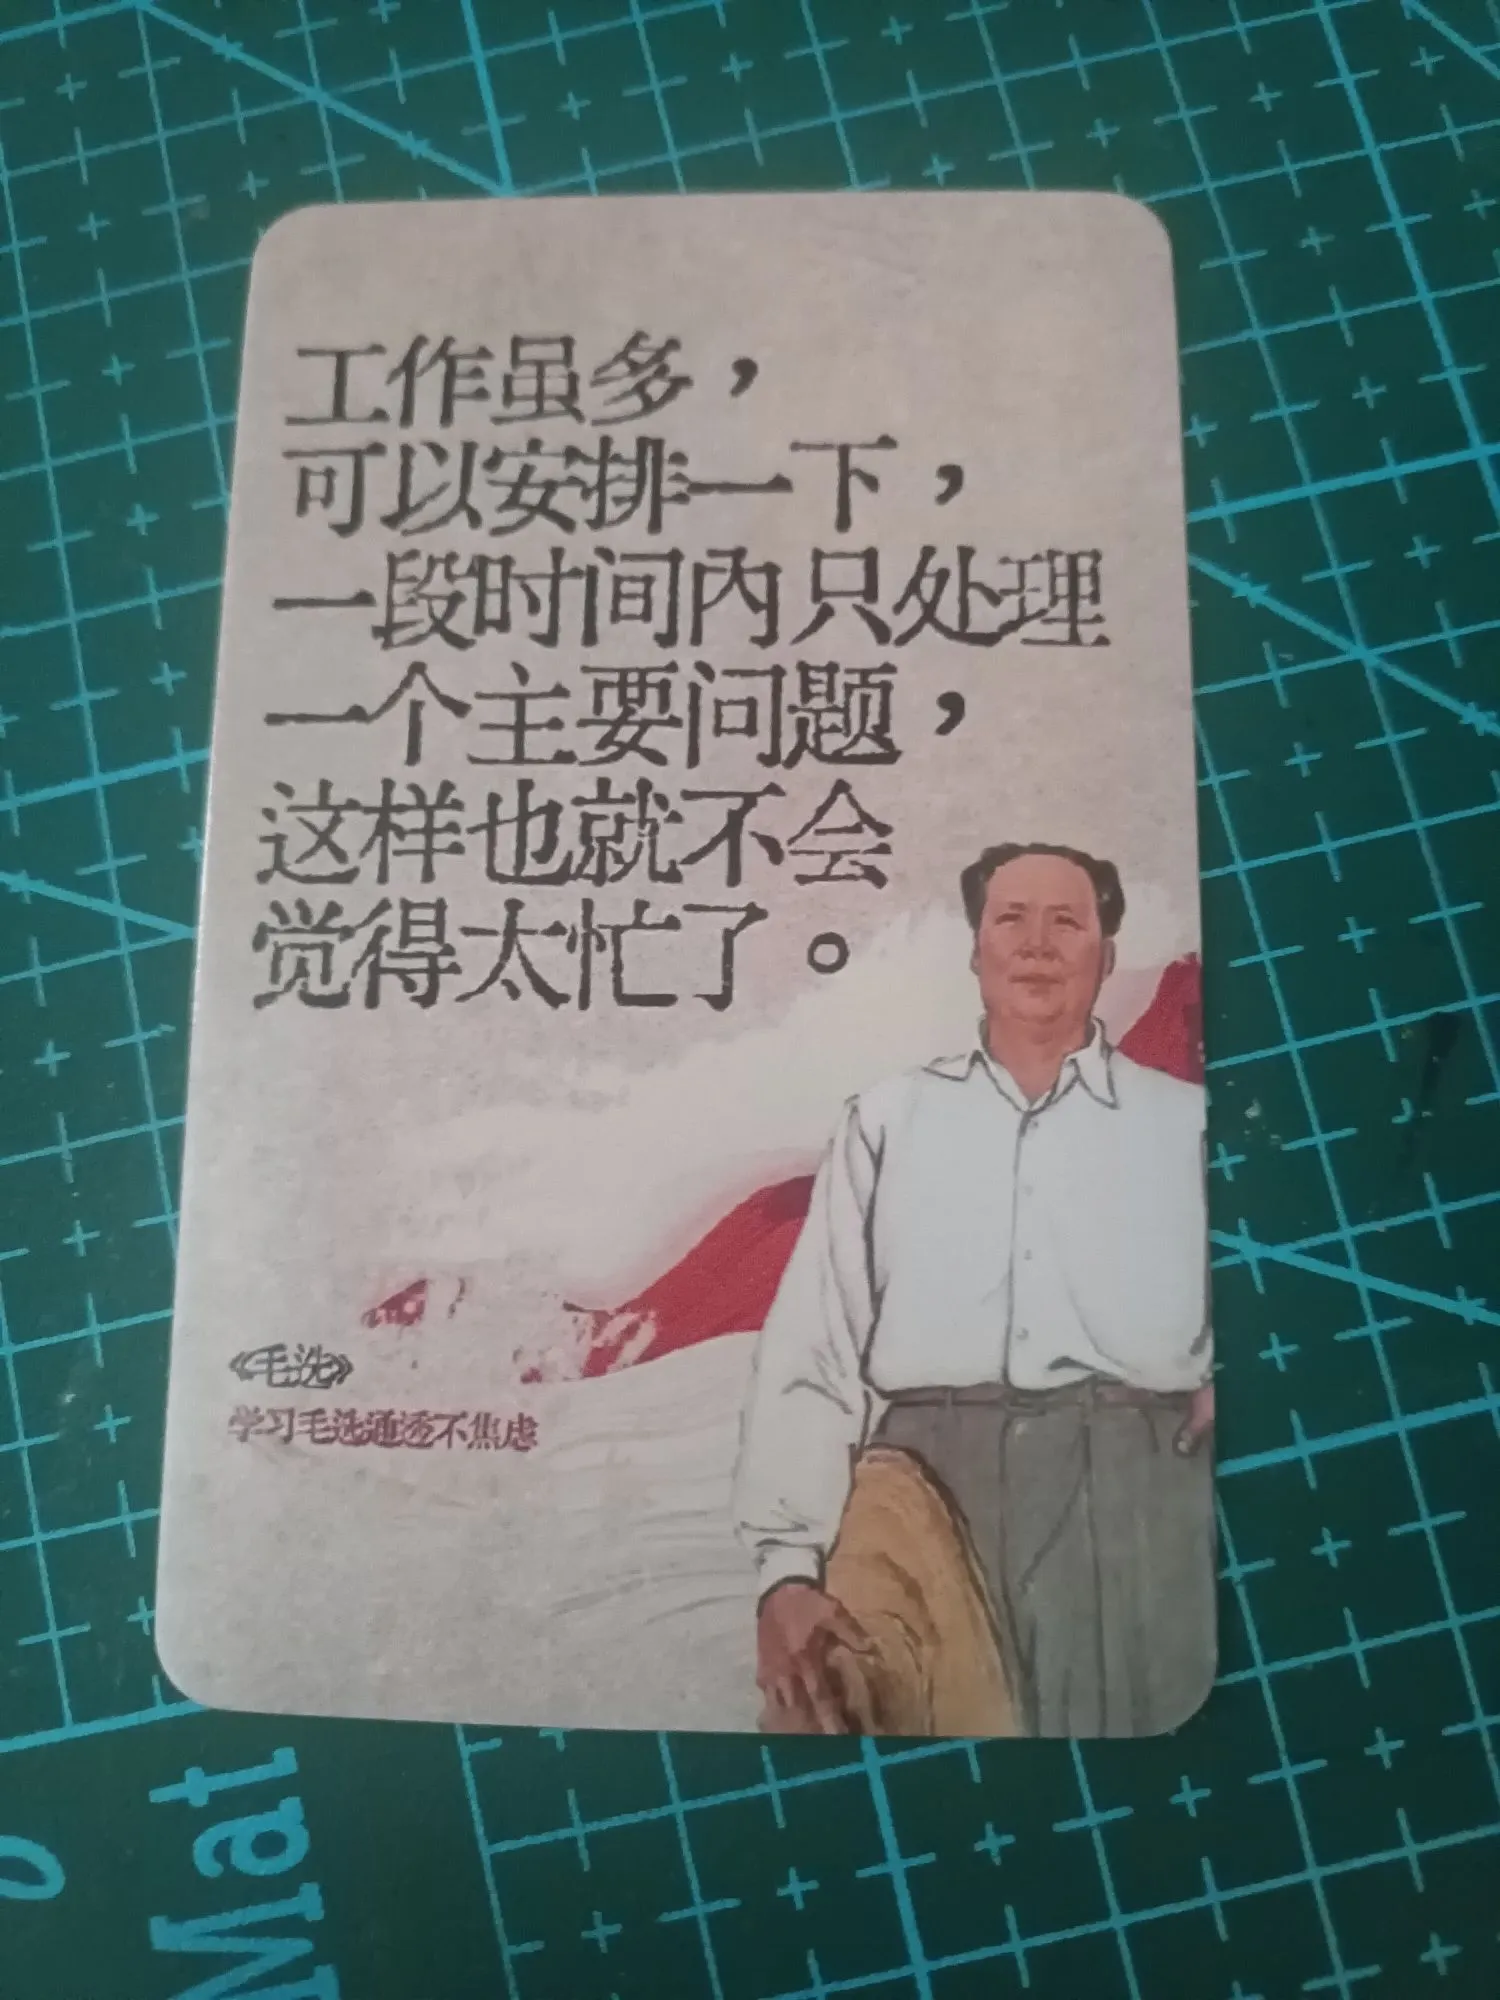 工作虽多，
可以安排一下，
一段时间內只处理
一个主要问题，
这样也就不会
觉得太忙了。
《毛选》
学习毛选通透不焦虑
Mat